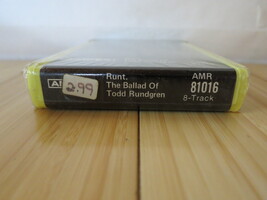 2.99
Runt.
The Ballad Of
Todd Rundgren
AMR
81016
8-Track